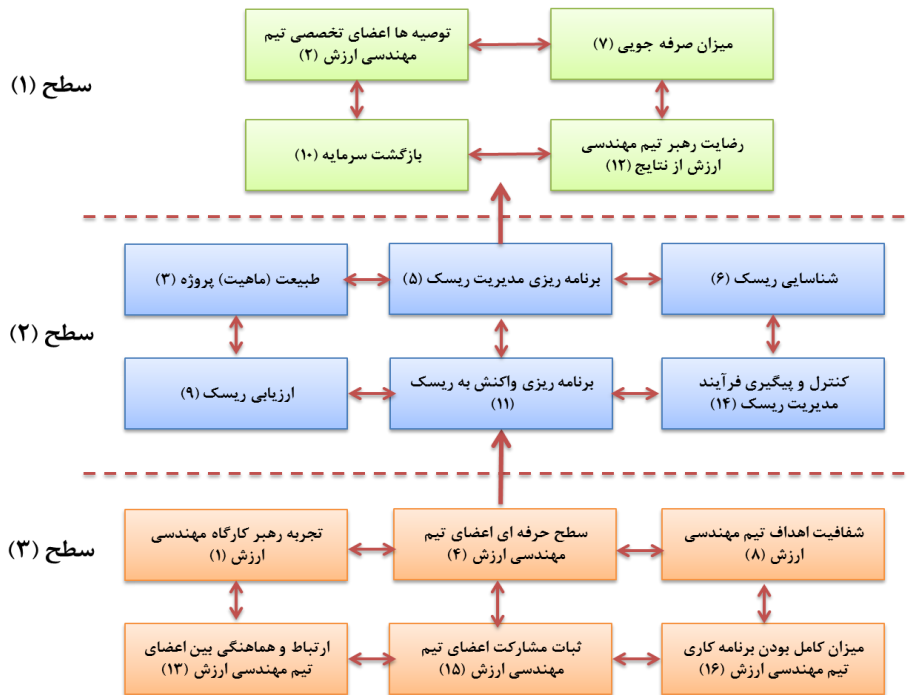 سطح (۱)
میزان صرفه جویی (۷)
توصیه ها اعضای تخصصی تیم
مهندسی ارزش (۲)
رضایت رهبر تیم مهندسی
ارزش از نتایج (۱۲)
بازگشت سرمایه (۱۰)
سطح (۲)
شناسایی ریسک (۶)
برنامه ریزی مدیریت ریسک (۵)
طبیعت (ماهیت) پروژه (۳)
کنترل و پیگیری فرآیند
مدیریت ریسک (۱۴)
برنامه ریزی واکنش به ریسک
(۱۱)
ارزیابی ریسک (۹)
سطح (۳)
شفافیت اهداف تیم مهندسی
ارزش (۸)
سطح حرفه ای اعضای تیم
مهندسی ارزش (۴)
تجربه رهبر کارگاه مهندسی
ارزش (۱)
میزان کامل بودن برنامه کاری
تیم مهندسی ارزش (۱۶)
ثبات مشارکت اعضای تیم
مهندسی ارزش (۱۵)
ارتباط و هماهنگی بین اعضای
تیم مهندسی ارزش (۱۳)